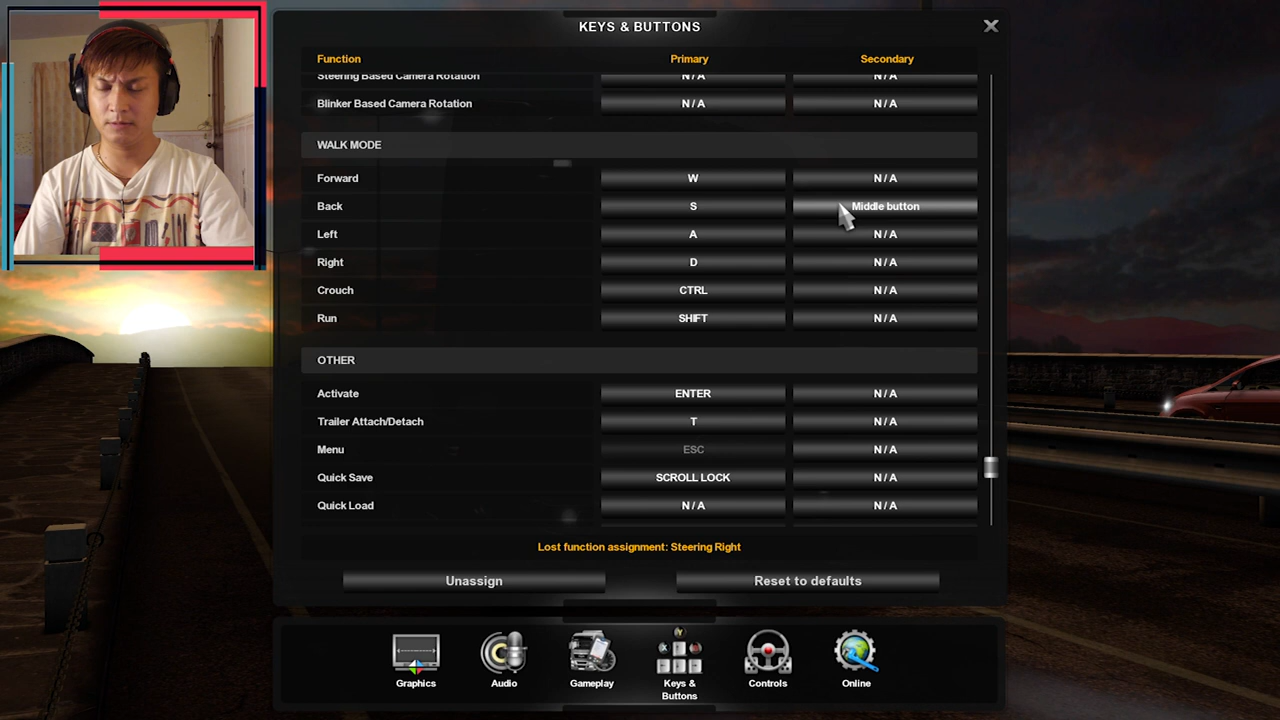 KEYS & BUTTONS
Function Primary Secondary
Steering Based Camera Rotation N/A N/A
Blinker Based Camera Rotation N/A N/A
WALK MODE
Forward W N/A
Back S Middle button
Left A N/A
Right D N/A
Crouch CTRL N/A
Run SHIFT N/A
OTHER
Activate ENTER N/A
Trailer Attach/Detach T N/A
Menu ESC N/A
Quick Save SCROLL LOCK N/A
Quick Load N/A N/A
Lost function assignment: Steering Right
Unassign Reset to defaults
Graphics Audio Gameplay Keys & Buttons Controls Online